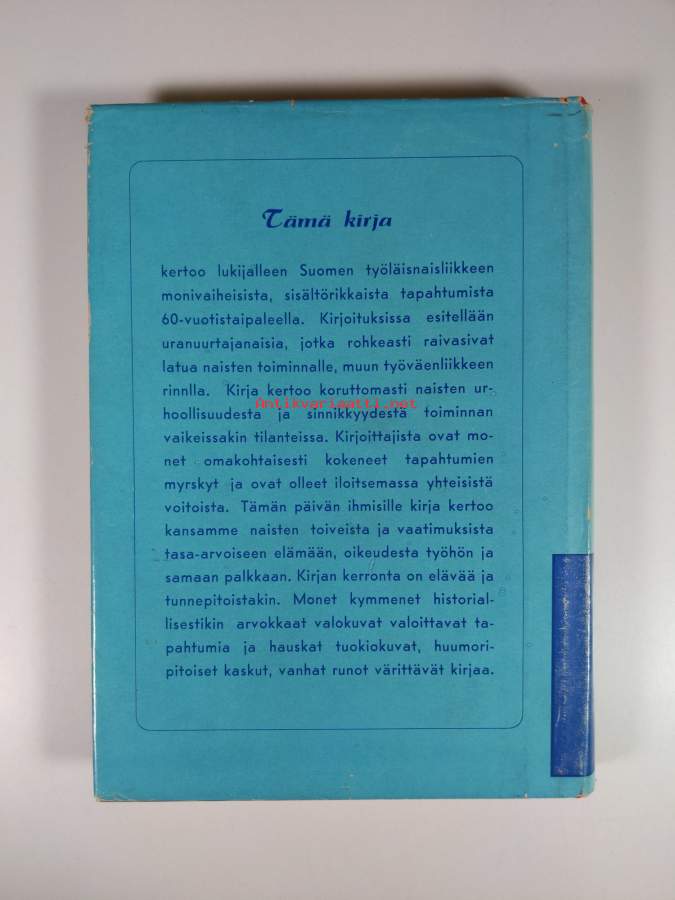 Tämä kirja
kertoo lukijalleen Suomen työläisnaisliikkeen
monivaiheisista, sisältörikkaista tapahtumista
60-vuotistaipaleella. Kirjoituksissa esitellään
uranuurtajanaisia, jotka rohkeasti raivasivat
latua naisten toiminnalle, muun työväenliikkeen
rinnlla. Kirja kertoo koruttomasti naisten ur-
Antikvariaatti.net
hoollisuudesta ja sinnikkyydestä toiminnan
vaikeissakin tilanteissa. Kirjoittajista ovat mo-
net omakohtaisesti kokeneet tapahtumien
myrskyt ja ovat olleet iloitsemassa yhteisistä
voitoista. Tämän päivän ihmisille kirja kertoo
kansamme naisten toiveista ja vaatimuksista
tasa-arvoiseen elämään, oikeudesta työhön ja
samaan palkkaan. Kirjan kerronta on elävää ja
tunnepitoistakin. Monet kymmenet historial-
lisestikin arvokkaat valokuvat valoittavat ta-
pahtumia ja hauskat tuokiokuvat, huumori-
pitoiset kaskut, vanhat runot värittävät kirjaa.